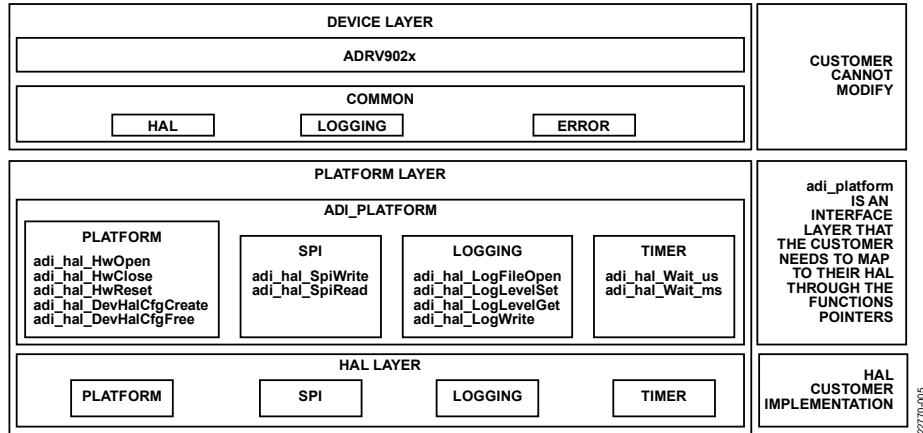 DEVICE LAYER
ADRV902x
COMMON
HAL
LOGGING
ERROR
CUSTOMER
CANNOT
MODIFY
PLATFORM LAYER
ADI_PLATFORM
PLATFORM
adi_hal_HwOpen
adi_hal_HwClose
adi_hal_HwReset
adi_hal_DevHalCfgCreate
adi_hal_DevHalCfgFree
SPI
adi_hal_SpiWrite
adi_hal_SpiRead
LOGGING
adi_hal_LogFileOpen
adi_hal_LogLevelSet
adi_hal_LogLevelGet
adi_hal_LogWrite
TIMER
adi_hal_Wait_us
adi_hal_Wait_ms
adi_platform
IS AN
INTERFACE
LAYER THAT
THE CUSTOMER
NEEDS TO MAP
TO THEIR HAL
THROUGH THE
FUNCTIONS
POINTERS
HAL LAYER
PLATFORM
SPI
LOGGING
TIMER
HAL
CUSTOMER
IMPLEMENTATION
22770-005